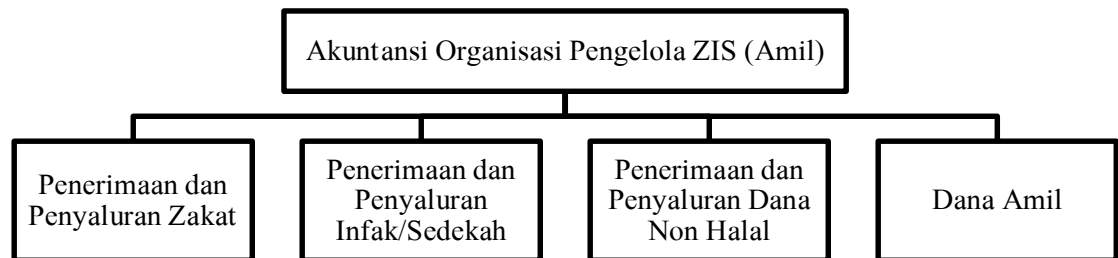 Akuntansi Organisasi Pengelola ZIS (Amil)
Penerimaan dan
Penyaluran Zakat
Penerimaan dan
Penyaluran
Infak/Sedekah
Penerimaan dan
Penyaluran Dana
Non Halal
Dana Amil